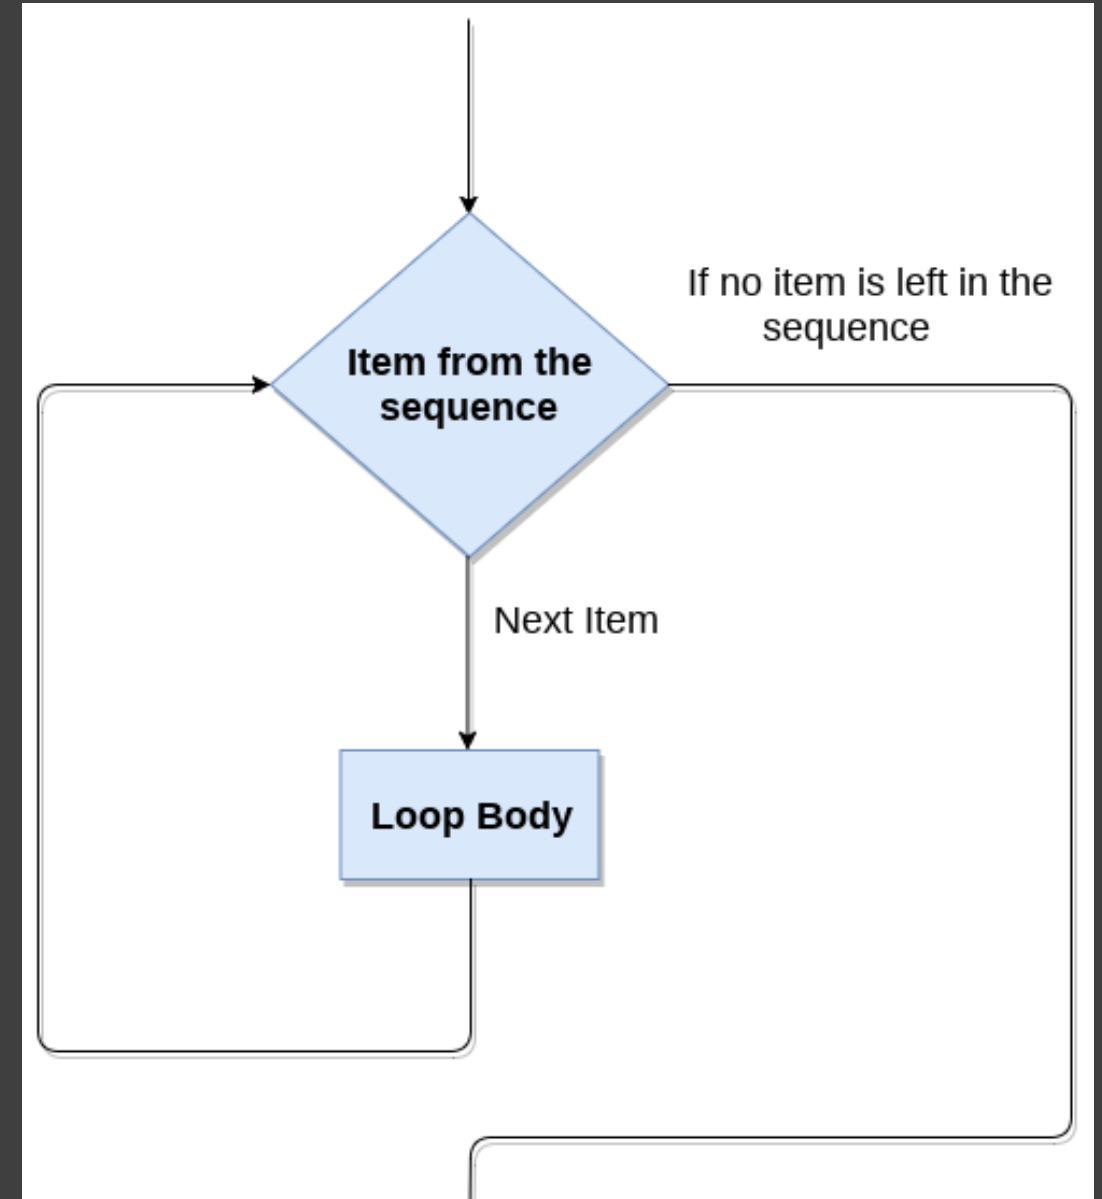 If no item is left in the
sequence
Item from the
sequence
Next Item
Loop Body